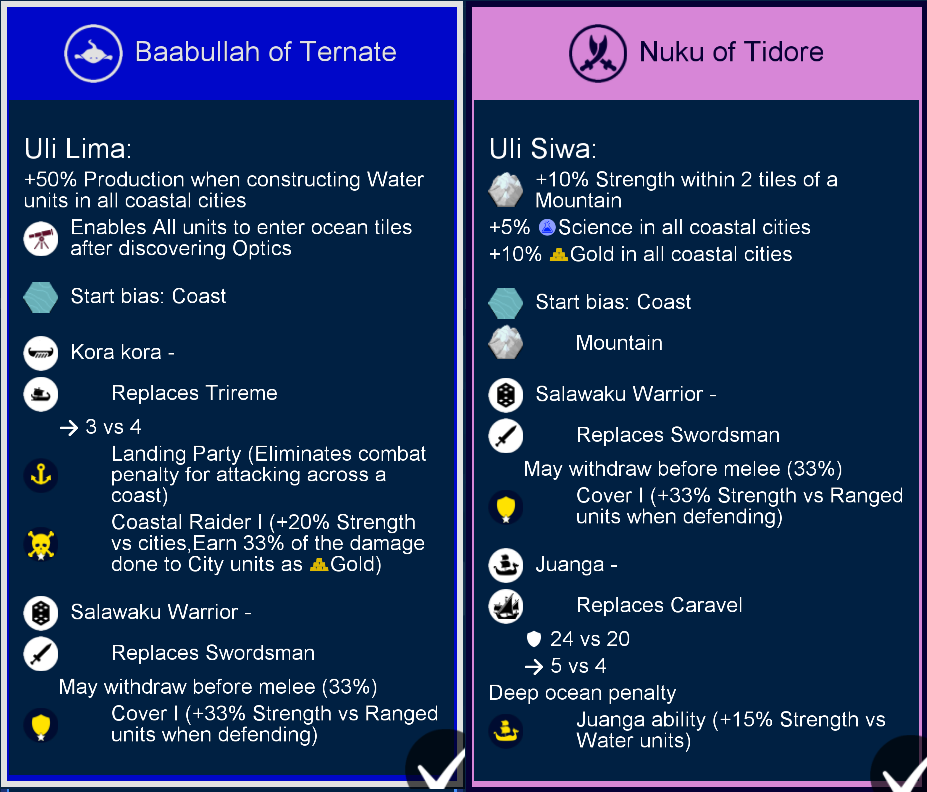 Baabullah of Ternate
Uli Lima:
+50% Production when constructing Water
units in all coastal cities
Enables All units to enter ocean tiles
after discovering Optics
Start bias: Coast
Kora kora -
Replaces Trireme
→ 3 vs 4
Landing Party (Eliminates combat
penalty for attacking across a
coast)
Coastal Raider I (+20% Strength
vs cities,Earn 33% of the damage
done to City units as Gold)
Salawaku Warrior -
Replaces Swordsman
May withdraw before melee (33%)
Cover I (+33% Strength vs Ranged
units when defending)
Nuku of Tidore
Uli Siwa:
+10% Strength within 2 tiles of a
Mountain
+5% Science in all coastal cities
+10% Gold in all coastal cities
Start bias: Coast
Mountain
Salawaku Warrior -
Replaces Swordsman
May withdraw before melee (33%)
Cover I (+33% Strength vs Ranged
units when defending)
Juanga -
Replaces Caravel
24 vs 20
→ 5 vs 4
Deep ocean penalty
Juanga ability (+15% Strength vs
Water units)